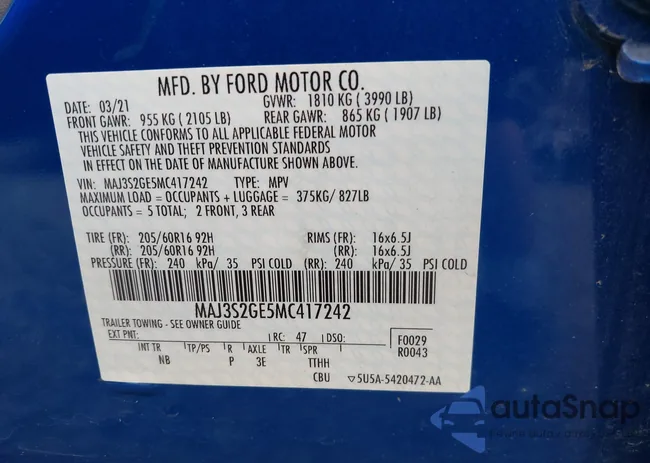 MFD. BY FORD MOTOR CO.
DATE: 03/21 GVWR: 1810 KG ( 3990 LB)
FRONT GAWR: 955 KG ( 2105 LB) REAR GAWR: 865 KG ( 1907 LB)
THIS VEHICLE CONFORMS TO ALL APPLICABLE FEDERAL MOTOR
VEHICLE SAFETY AND THEFT PREVENTION STANDARDS
IN EFFECT ON THE DATE OF MANUFACTURE SHOWN ABOVE.
VIN: MAJ3S2GE5MC417242 TYPE: MPV
MAXIMUM LOAD = OCCUPANTS + LUGGAGE = 375KG/ 827LB
OCCUPANTS = 5 TOTAL; 2 FRONT, 3 REAR
TIRE (FR): 205/60R16 92H RIMS (FR): 16x6.5J
(RR): 205/60R16 92H (RR): 16x6.5J
PRESSURE (FR): 240 kPa/ 35 PSI COLD (RR): 240 kPa/ 35 PSI COLD
MAJ3S2GE5MC417242
TRAILER TOWING - SEE OWNER GUIDE
EXT PNT: RC: 47 DSO: F0029
R0043
INT TR TP/PS R AXLE TR SPR
NB P 3E TTHH
CBU 5U5A-5420472-AA
autoSnap